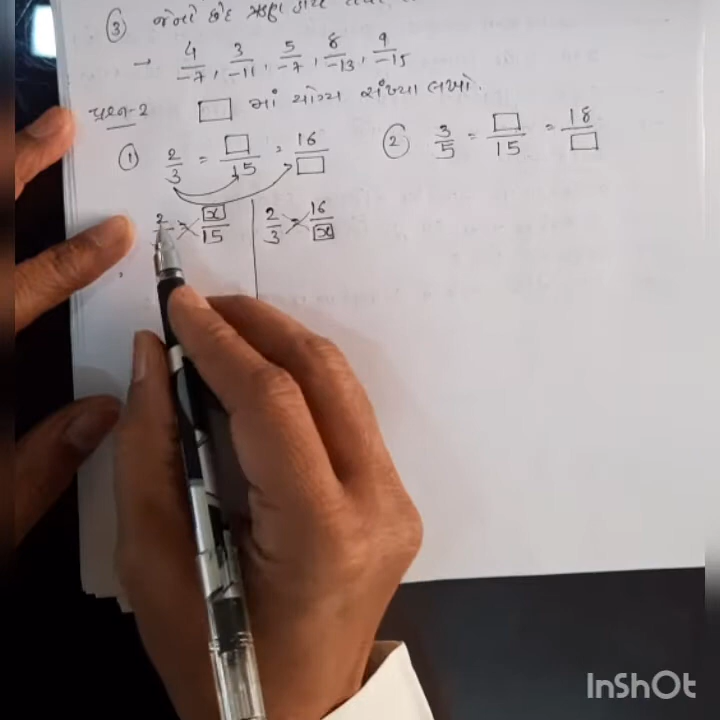 ③ જેનો છેદ ઋણ હોય
→ 4/-7, 3/-11, 5/-7, 8/-13, 9/-15
પ્રશ્ન-2 □ માં યોગ્ય સંખ્યા લખો.
① 2/3 = □/15 = 16/□ ② 3/5 = □/15 = 18/□
2/ = x/15 | 2/3 = 16/x
InShOt